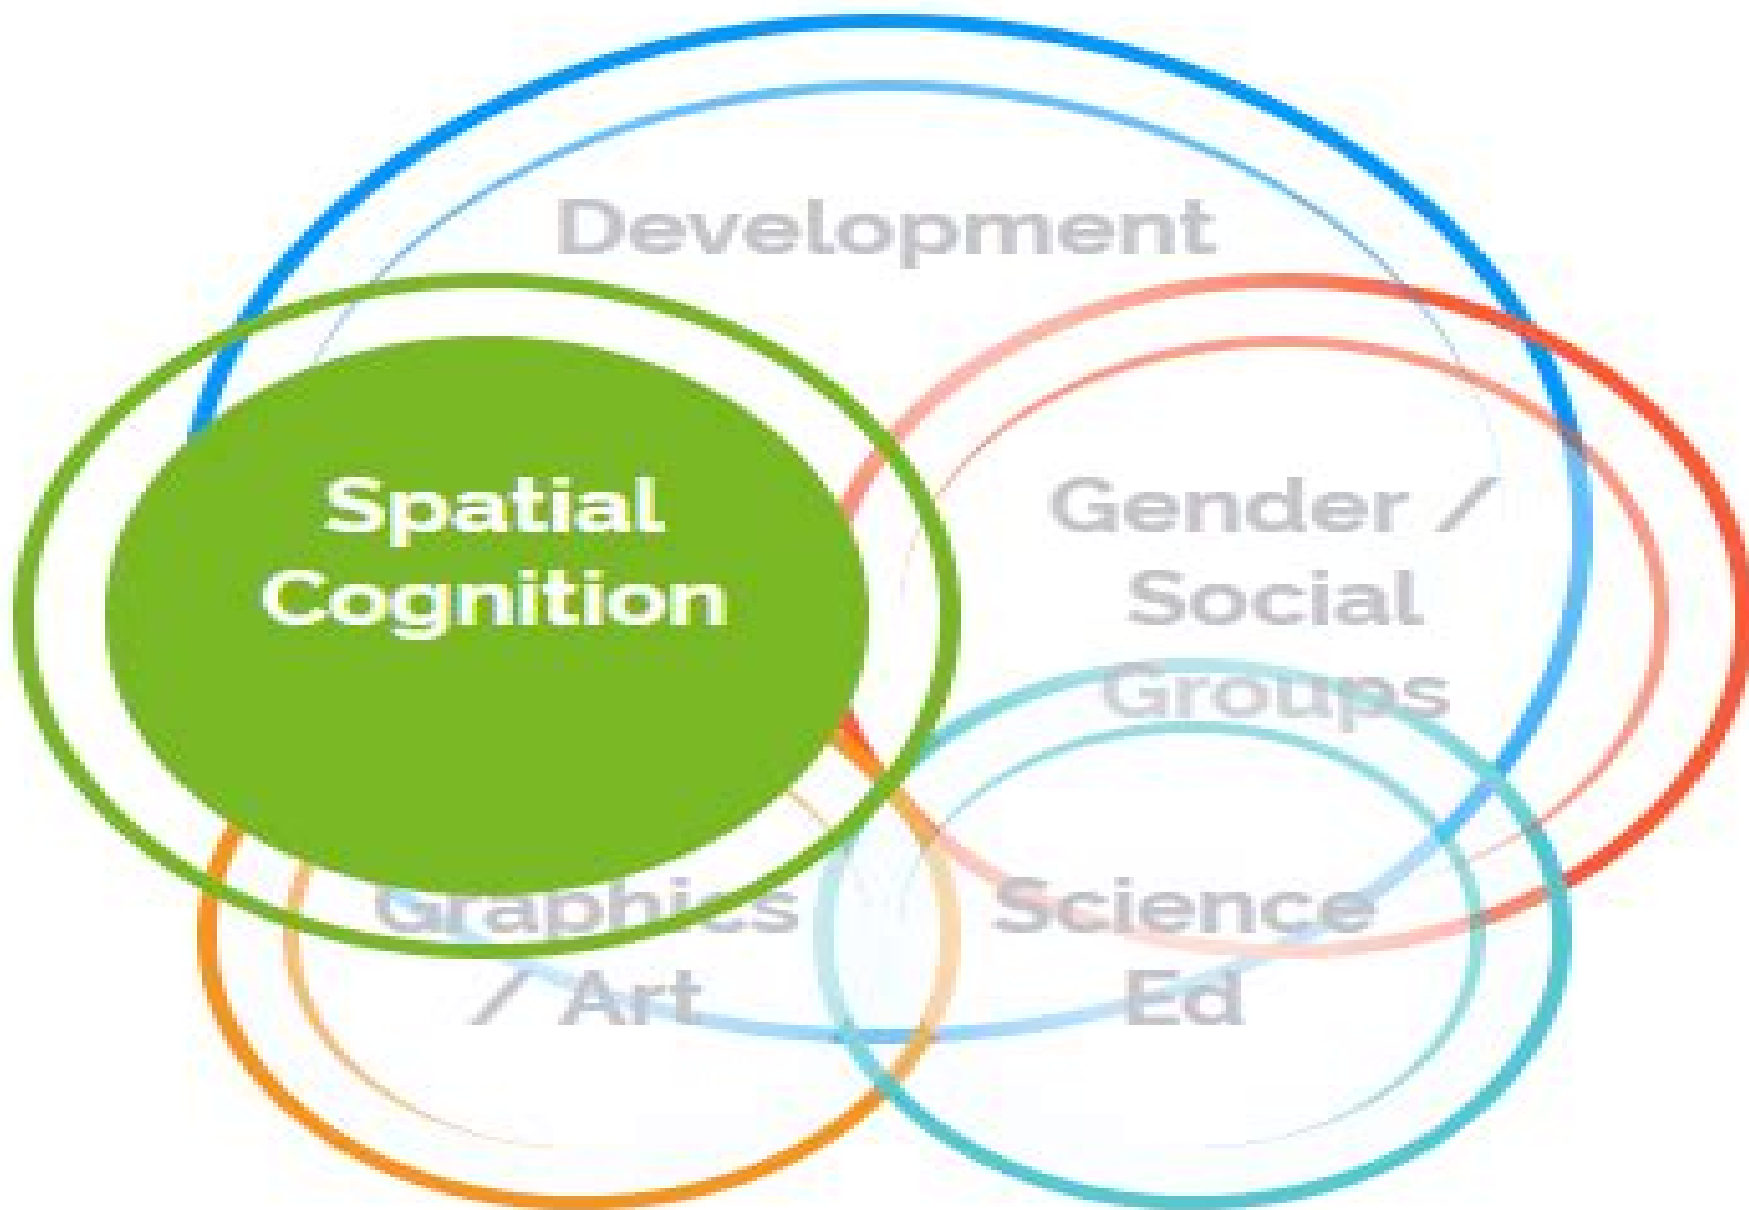 Development
Spatial
Cognition
Gender /
Social
Groups
Graphics
/ Art
Science
Ed